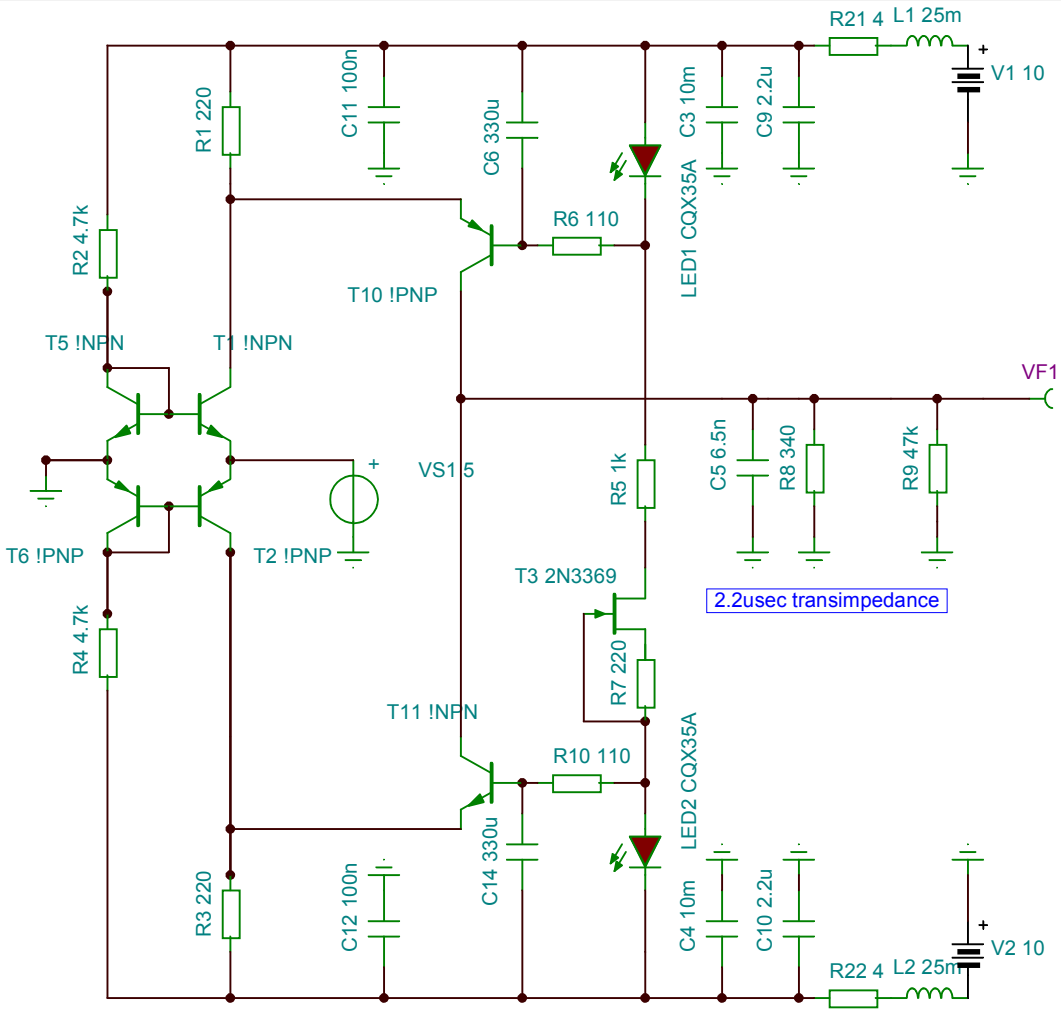 R21 4
L1 25m
V1 10
R1 220
C11 100n
C6 330u
C3 10m
C9 2.2u
LED1 CQX35A
R6 110
R2 4.7k
T10 !PNP
T5 !NPN
T1 !NPN
VF1
VS1 5
R5 1k
C5 6.5n
R8 340
R9 47k
T6 !PNP
T2 !PNP
T3 2N3369
2.2usec transimpedance
R4 4.7k
R7 220
T11 !NPN
R10 110
LED2 CQX35A
C14 330u
R3 220
C12 100n
C4 10m
C10 2.2u
V2 10
R22 4
L2 25m